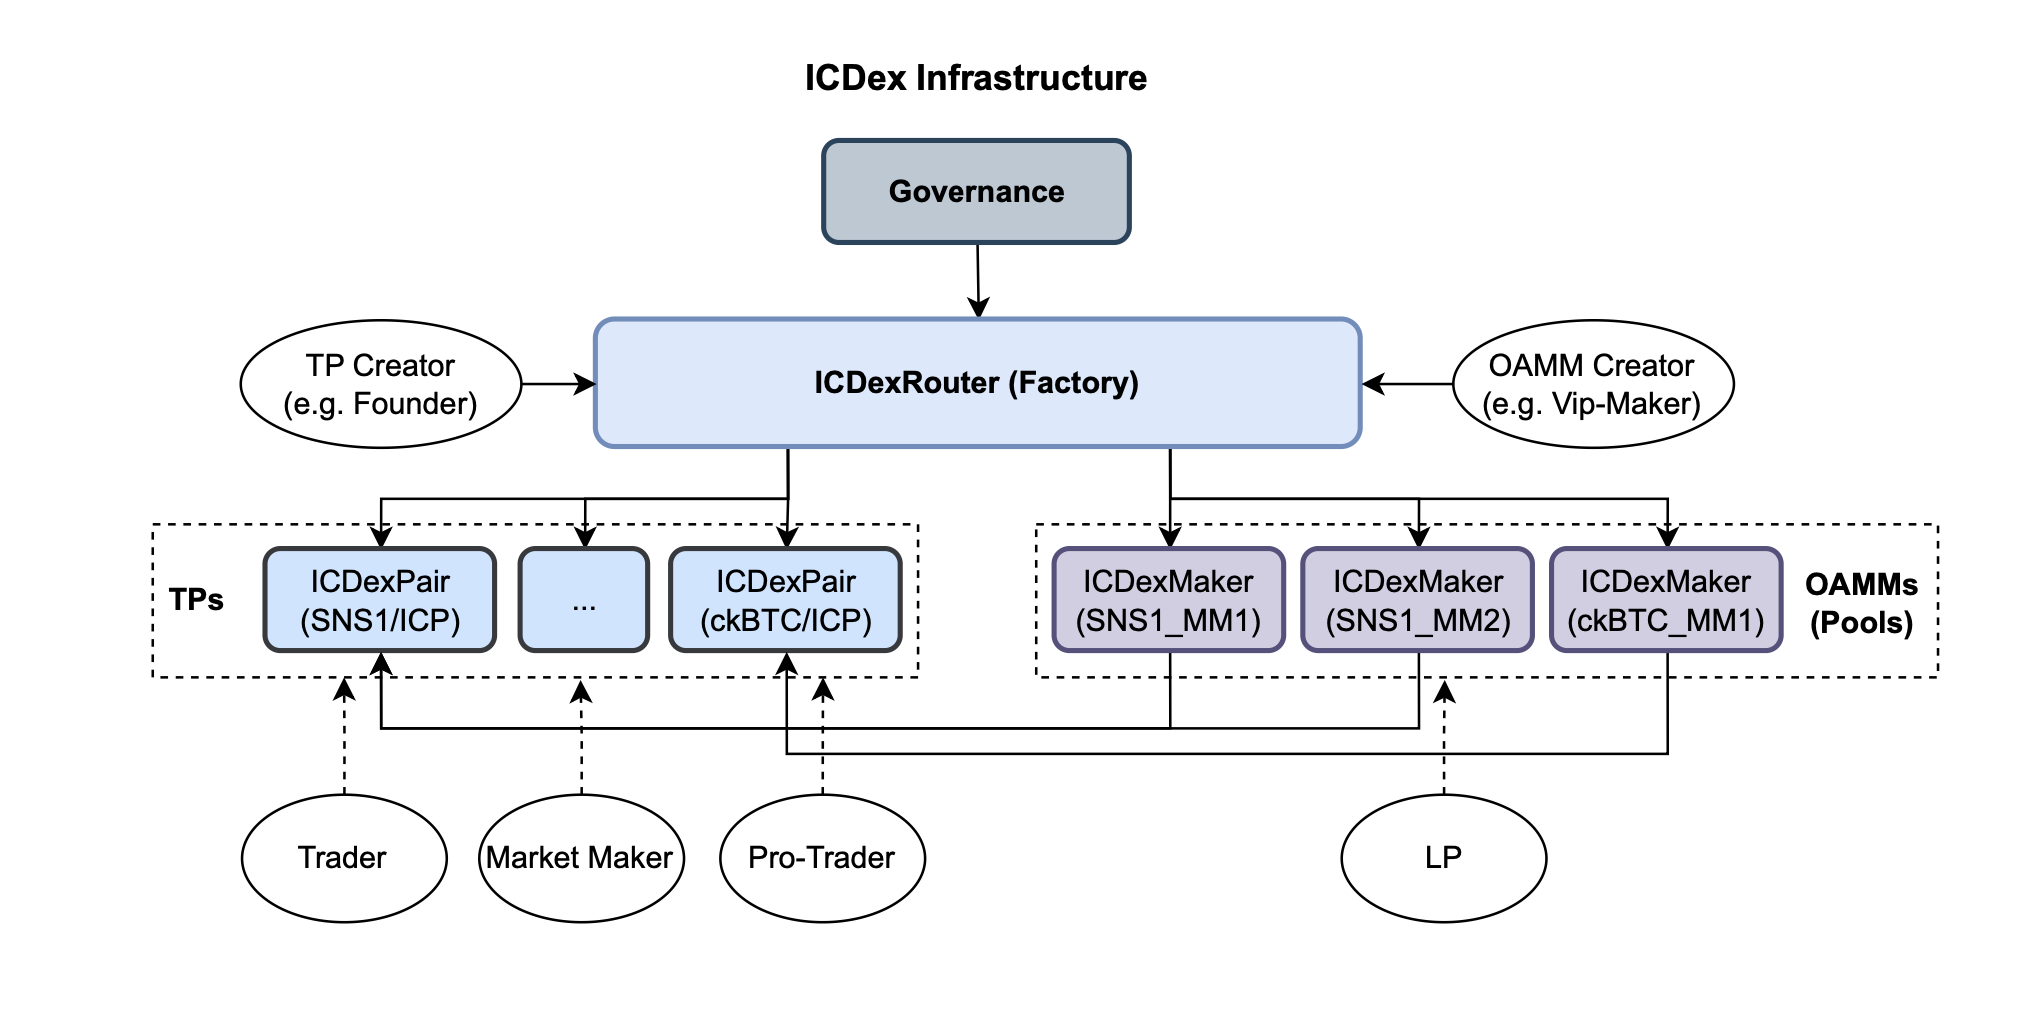 ICDex Infrastructure
Governance
TP Creator
(e.g. Founder)
ICDexRouter (Factory)
OAMM Creator
(e.g. Vip-Maker)
TPs
ICDexPair
(SNS1/ICP)
...
ICDexPair
(ckBTC/ICP)
ICDexMaker
(SNS1_MM1)
ICDexMaker
(SNS1_MM2)
ICDexMaker
(ckBTC_MM1)
OAMMs
(Pools)
Trader
Market Maker
Pro-Trader
LP